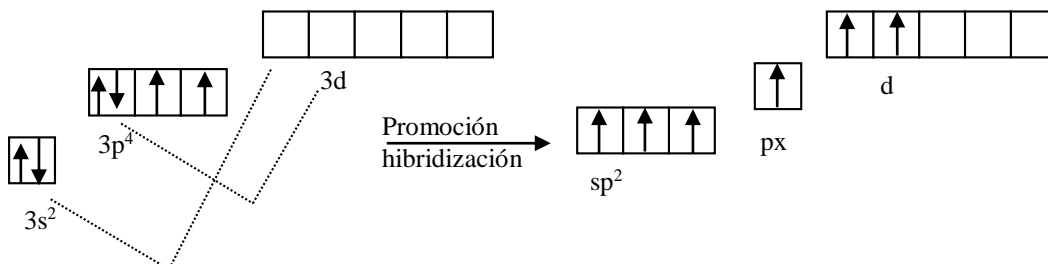 3d
3p⁴
3s²
Promoción
hibridización
sp²
px
d